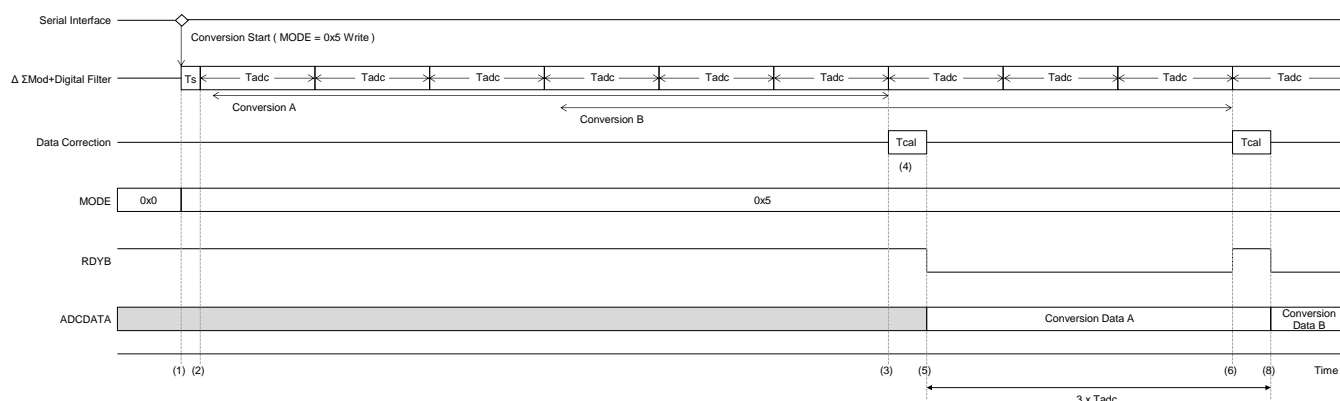 Serial Interface
Conversion Start ( MODE = 0x5 Write )
Δ ΣMod+Digital Filter
Ts Tadc Tadc Tadc Tadc Tadc Tadc Tadc Tadc Tadc Tadc
Conversion A
Conversion B
Data Correction
Tcal Tcal
(4)
MODE 0x0 0x5
RDYB
ADCDATA Conversion Data A Conversion
Data B
(1) (2) (3) (5) (6) (8) Time
3 x Tadc